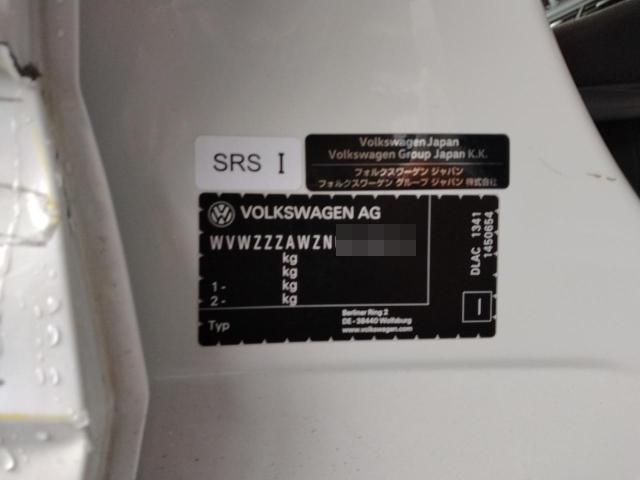 SRS I
Volkswagen Japan
Volkswagen Group Japan K.K.
フォルクスワーゲン ジャパン
フォルクスワーゲン グループ ジャパン 株式会社
VOLKSWAGEN AG
WVWZZZAWZN
kg
kg
1 - kg
2 - kg
Typ
Berliner Ring 2
DE - 38440 Wolfsburg
www.volkswagen.com
DLAC 1341
1450654
I